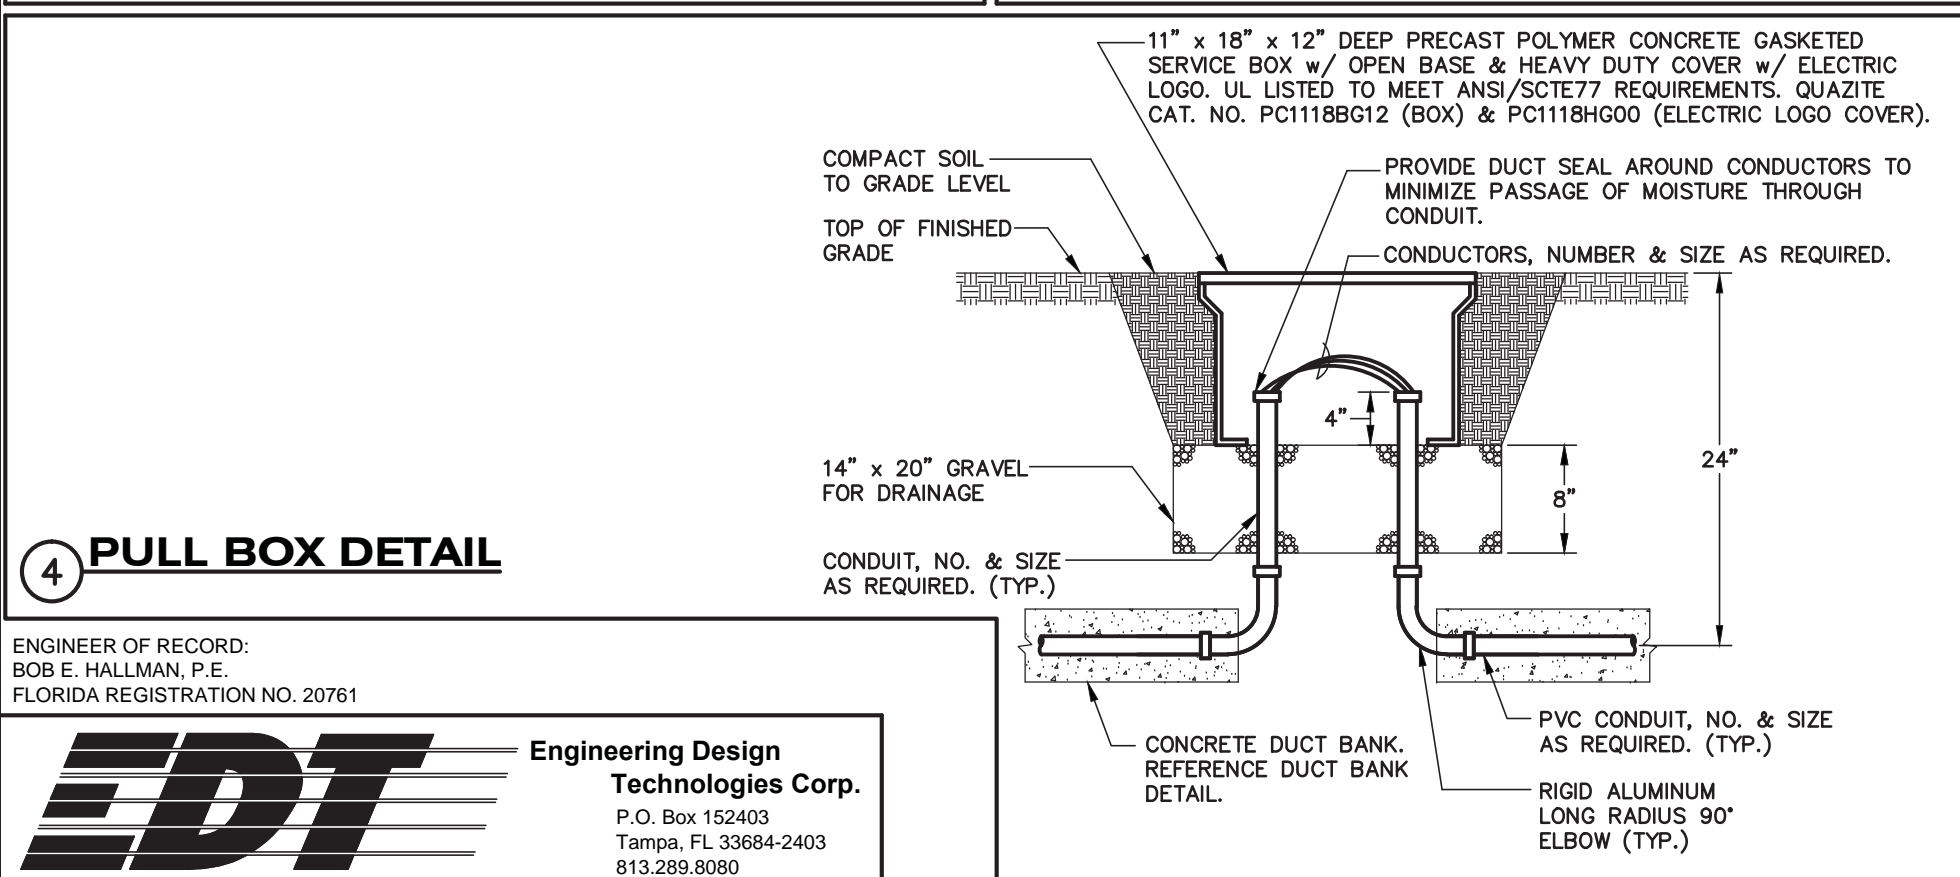 11" x 18" x 12" DEEP PRECAST POLYMER CONCRETE GASKETED
SERVICE BOX w/ OPEN BASE & HEAVY DUTY COVER w/ ELECTRIC
LOGO. UL LISTED TO MEET ANSI/SCTE77 REQUIREMENTS. QUAZITE
CAT. NO. PC1118BG12 (BOX) & PC1118HG00 (ELECTRIC LOGO COVER).
COMPACT SOIL
TO GRADE LEVEL
PROVIDE DUCT SEAL AROUND CONDUCTORS TO
MINIMIZE PASSAGE OF MOISTURE THROUGH
CONDUIT.
TOP OF FINISHED
GRADE
CONDUCTORS, NUMBER & SIZE AS REQUIRED.
4"
24"
8"
14" x 20" GRAVEL
FOR DRAINAGE
4 PULL BOX DETAIL
CONDUIT, NO. & SIZE
AS REQUIRED. (TYP.)
ENGINEER OF RECORD:
BOB E. HALLMAN, P.E.
FLORIDA REGISTRATION NO. 20761
CONCRETE DUCT BANK.
REFERENCE DUCT BANK
DETAIL.
PVC CONDUIT, NO. & SIZE
AS REQUIRED. (TYP.)
RIGID ALUMINUM
LONG RADIUS 90°
ELBOW (TYP.)
EDT
Engineering Design
Technologies Corp.
P.O. Box 152403
Tampa, FL 33684-2403
813.289.8080